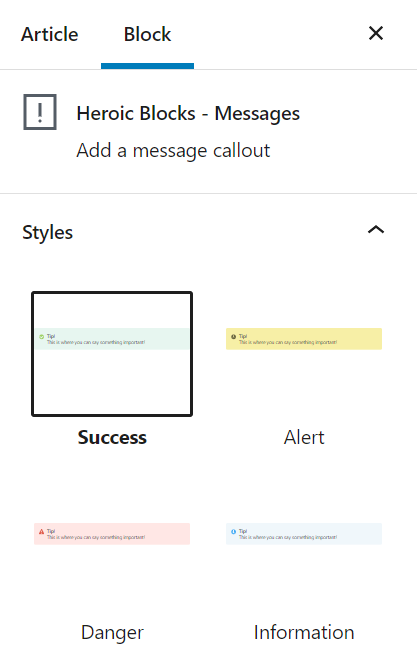 Article Block
Heroic Blocks - Messages
Add a message callout
Styles
Tip!
This is where you can say something important!
Tip!
This is where you can say something important!
Success Alert
Tip!
This is where you can say something important!
Tip!
This is where you can say something important!
Danger Information